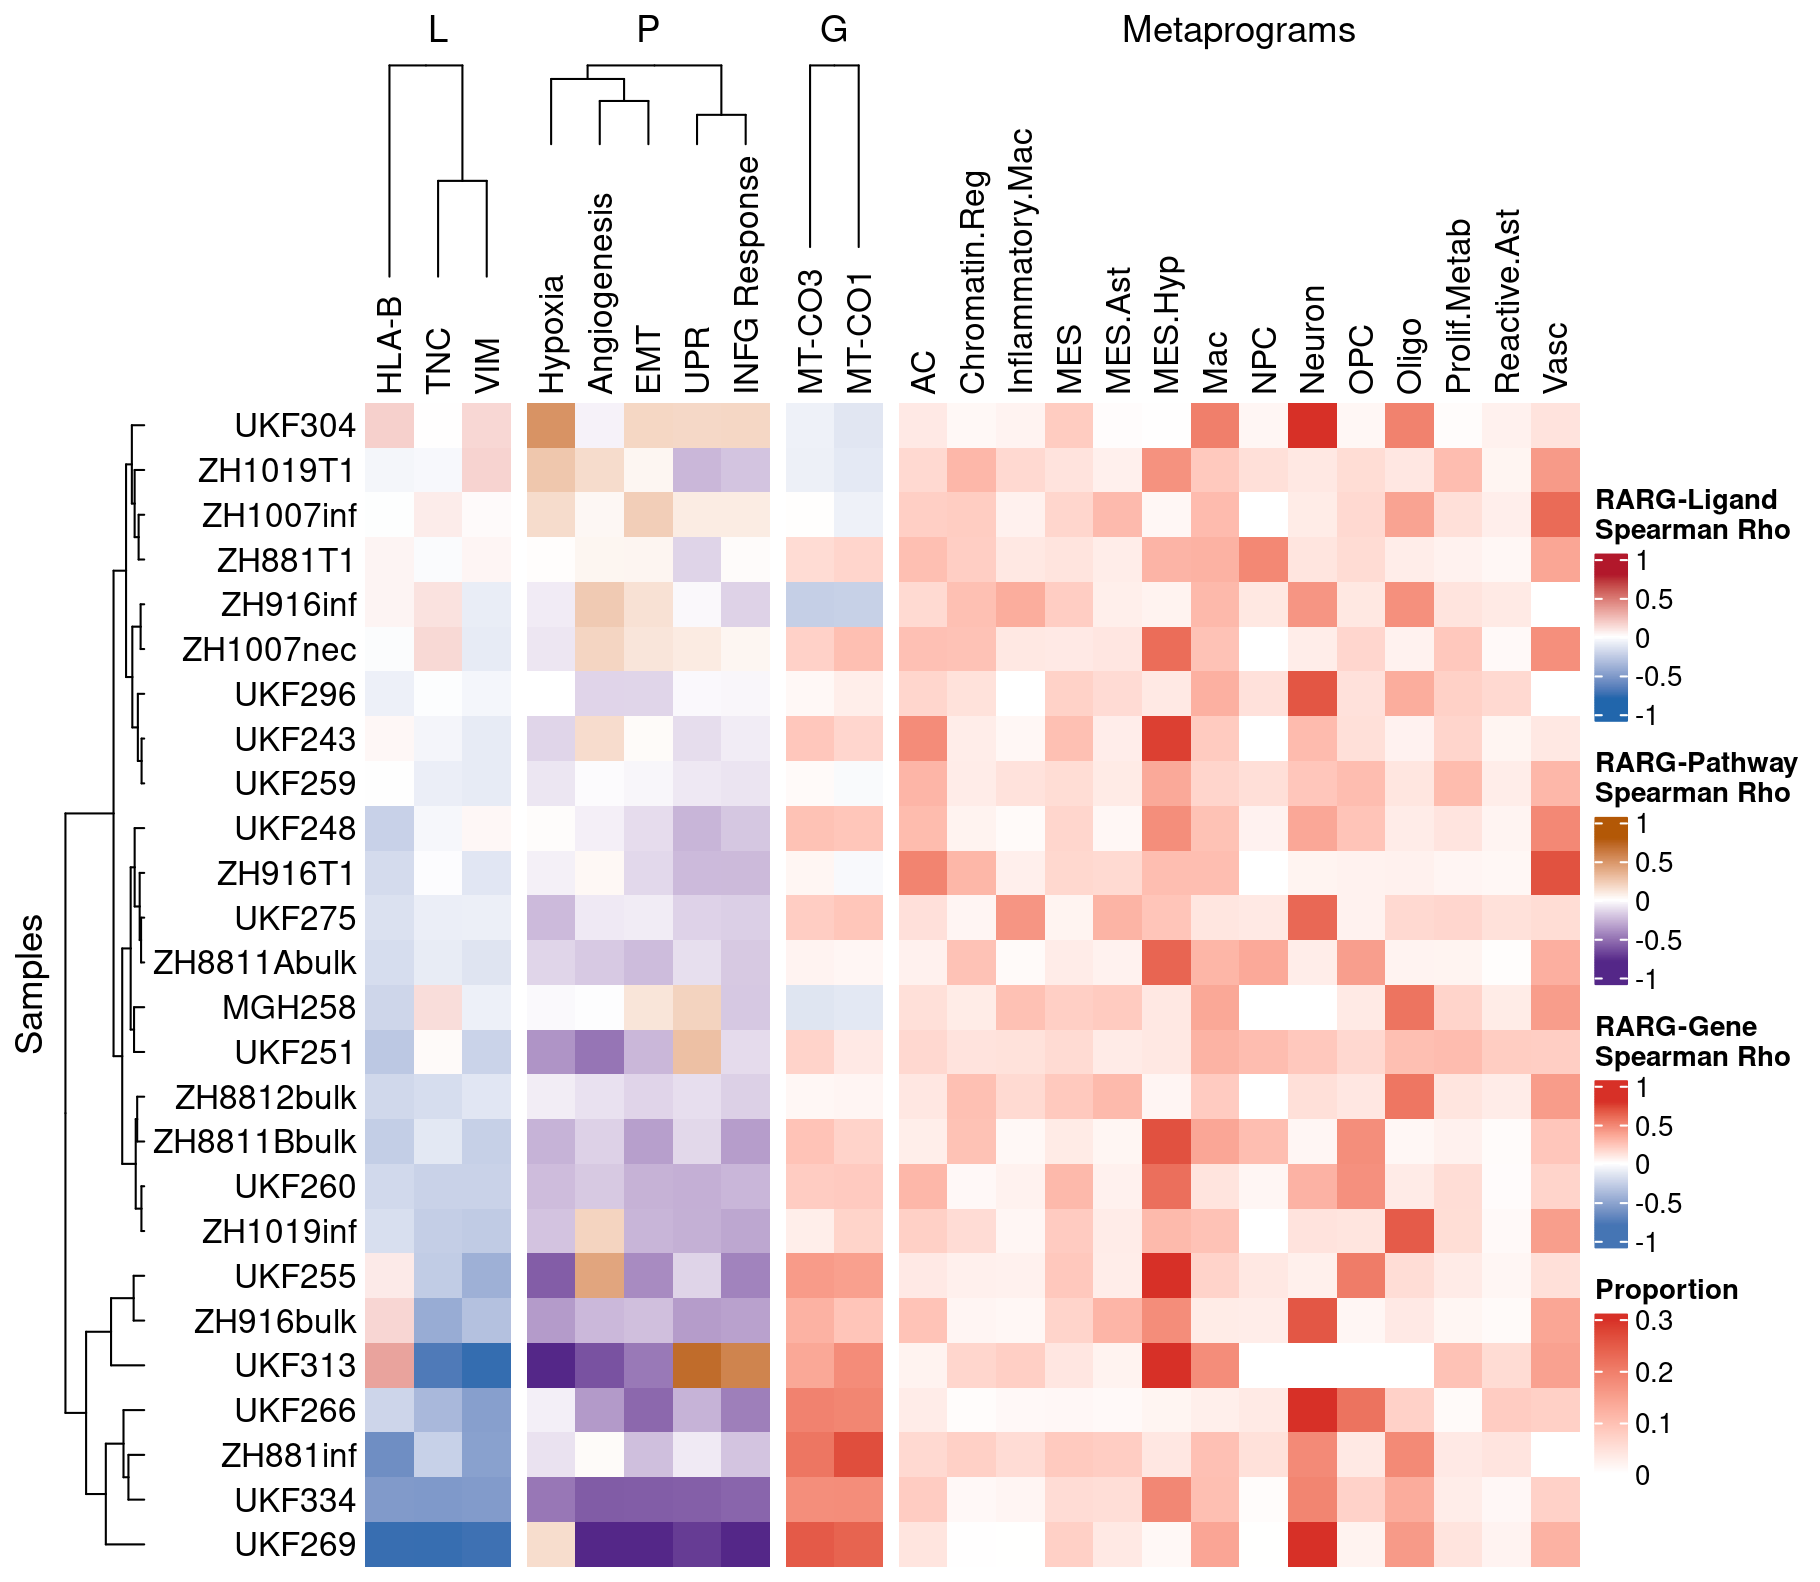 L P G Metaprograms
HLA-B
TNC
VIM
Hypoxia
Angiogenesis
EMT
UPR
INFG Response
MT-CO3
MT-CO1
AC
Chromatin.Reg
Inflammatory.Mac
MES
MES.Ast
MES.Hyp
Mac
NPC
Neuron
OPC
Oligo
Prolif.Metab
Reactive.Ast
Vasc
Samples
UKF304
ZH1019T1
ZH1007inf
ZH881T1
ZH916inf
ZH1007nec
UKF296
UKF243
UKF259
UKF248
ZH916T1
UKF275
ZH8811Abulk
MGH258
UKF251
ZH8812bulk
ZH8811Bbulk
UKF260
ZH1019inf
UKF255
ZH916bulk
UKF313
UKF266
ZH881inf
UKF334
UKF269
RARG-Ligand
Spearman Rho
1
0.5
0
-0.5
-1
RARG-Pathway
Spearman Rho
1
0.5
0
-0.5
-1
RARG-Gene
Spearman Rho
1
0.5
0
-0.5
-1
Proportion
0.3
0.2
0.1
0